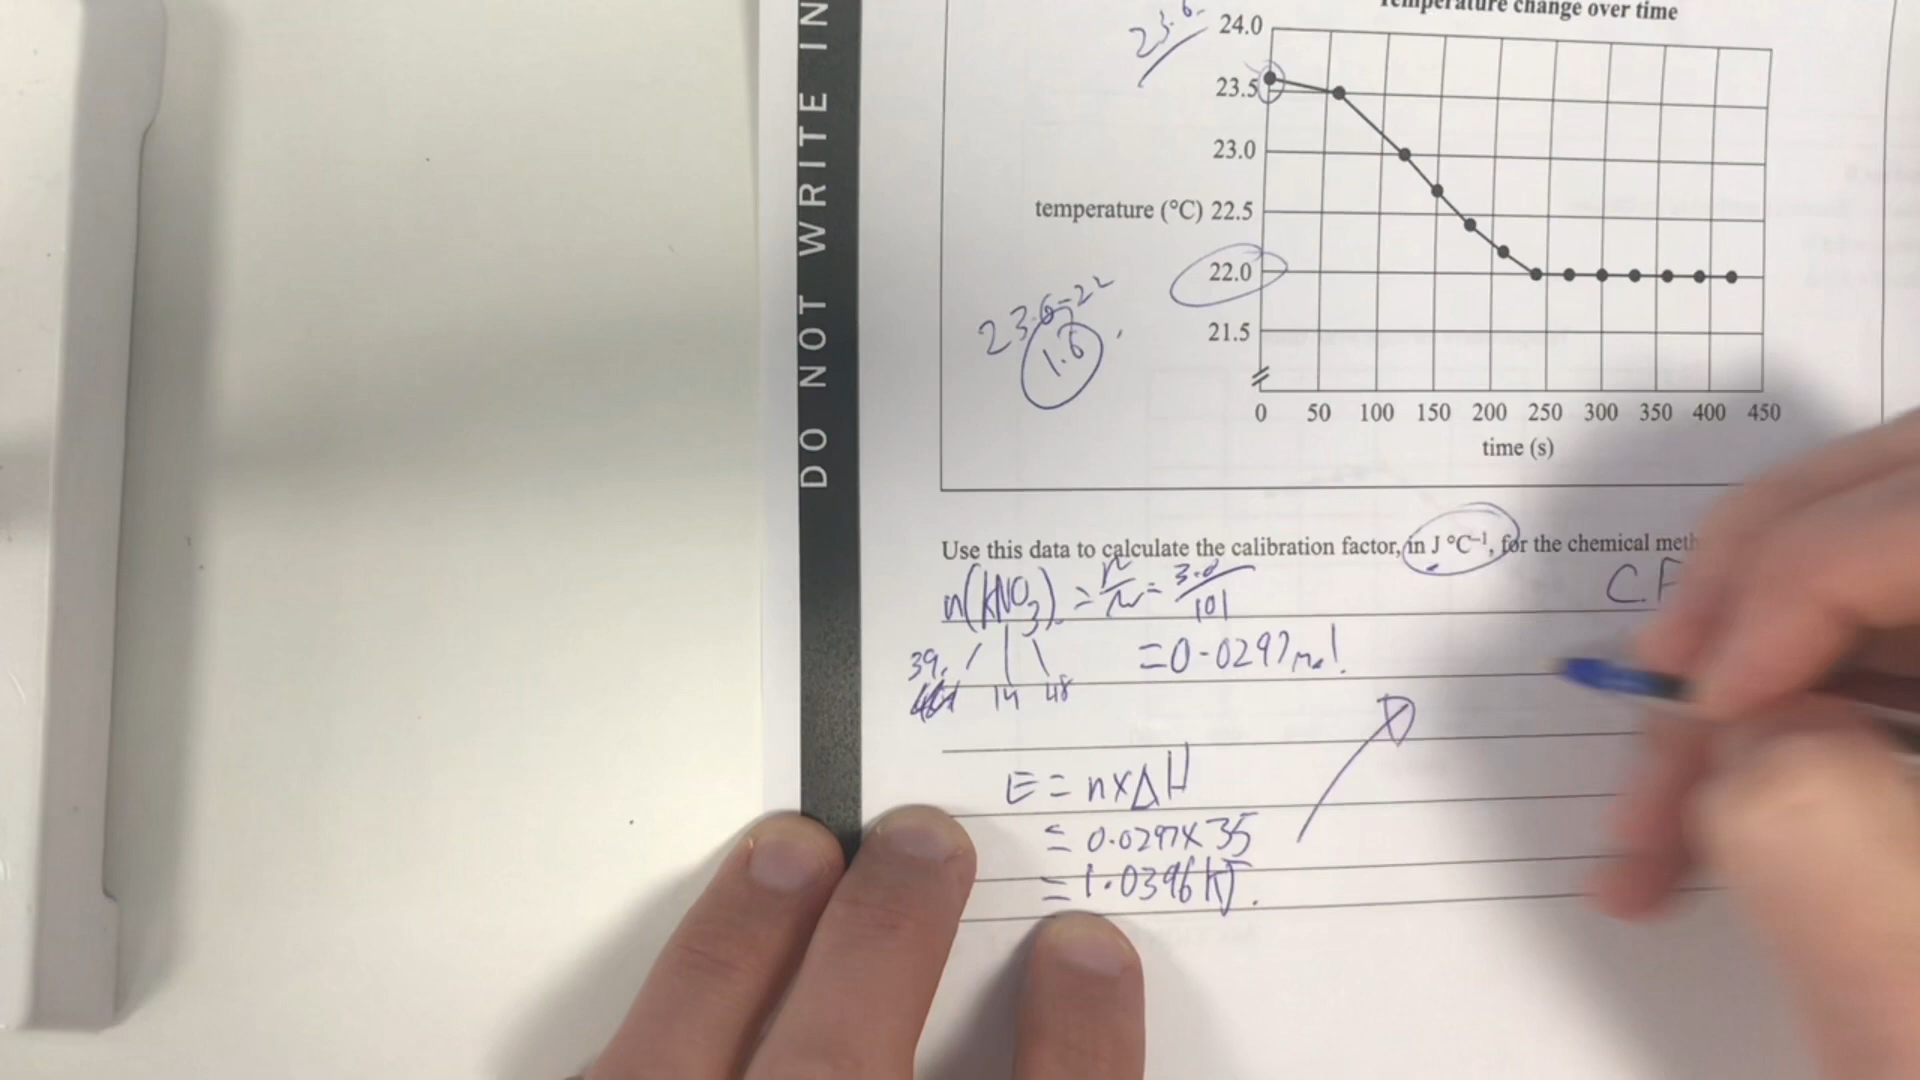 Temperature change over time
23.6.
24.0
23.5
23.0
temperature (°C) 22.5
22.0
21.5
23.6-22
1.6
0 50 100 150 200 250 300 350 400 450
time (s)
DO NOT WRITE IN
Use this data to calculate the calibration factor, in J °C⁻¹, for the chemical
n(KNO₃) = = 3.0/101
= 0.0297 mol.
39. 14 48
E = n×ΔH
= 0.0297×35
= 1.0396 kJ.